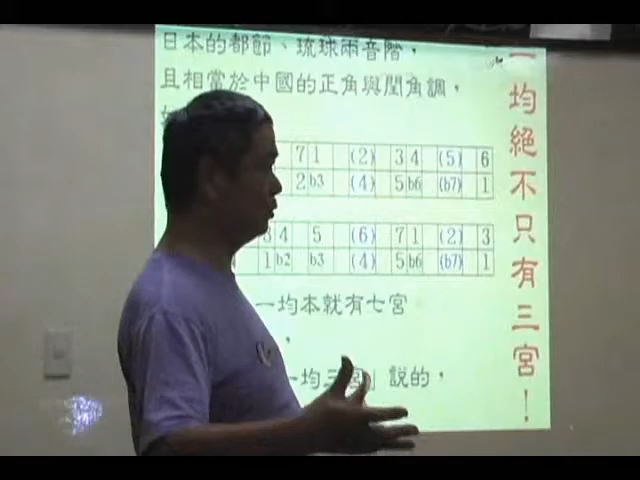 日本的都節、琉球兩音階，
且相當於中國的正角與閏角調，
7 1 (2) 3 4 (5) 6
2 b3 (4) 5 b6 (b7) 1
3 4 5 (6) 7 1 (2) 3
1 b2 b3 (4) 5 b6 (b7) 1
一均本就有七宮
，
一均三宮」說的，
一均絕不只有三宮！